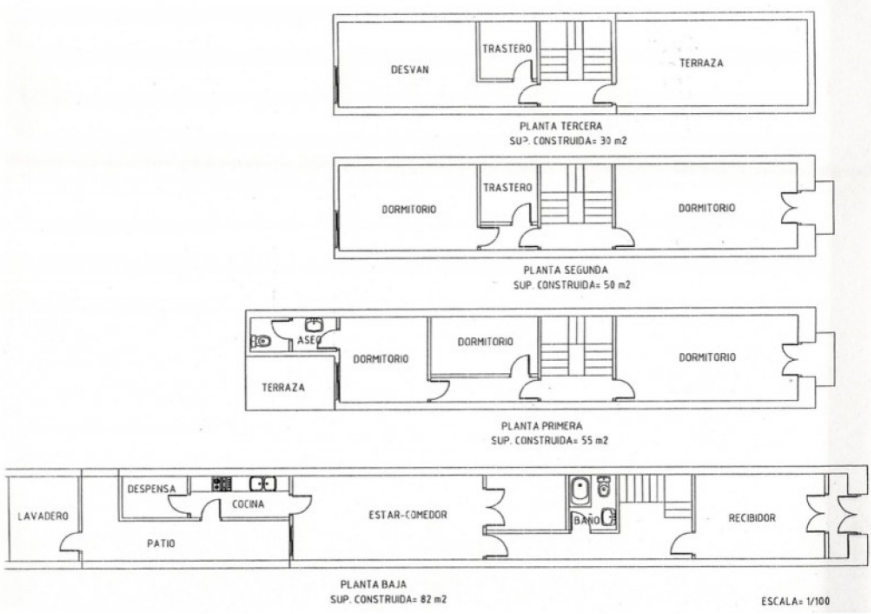 DESVAN
TRASTERO
TERRAZA
PLANTA TERCERA
SUP. CONSTRUIDA= 30 m2
DORMITORIO
TRASTERO
DORMITORIO
PLANTA SEGUNDA
SUP. CONSTRUIDA= 50 m2
ASEO
DORMITORIO
DORMITORIO
DORMITORIO
TERRAZA
PLANTA PRIMERA
SUP. CONSTRUIDA= 55 m2
LAVADERO
DESPENSA
COCINA
PATIO
ESTAR-COMEDOR
BAÑO
RECIBIDOR
PLANTA BAJA
SUP. CONSTRUIDA= 82 m2
ESCALA= 1/100